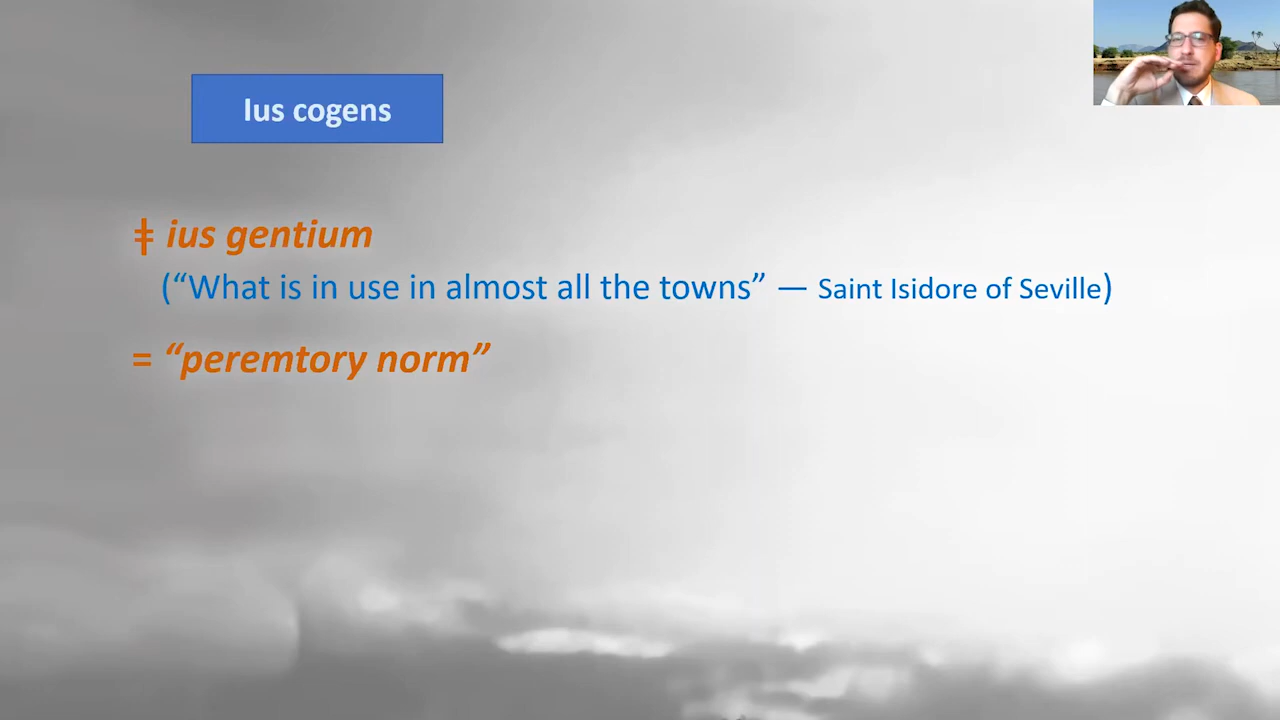 Ius cogens
ǂ ius gentium
(“What is in use in almost all the towns” — Saint Isidore of Seville)
= “peremtory norm”